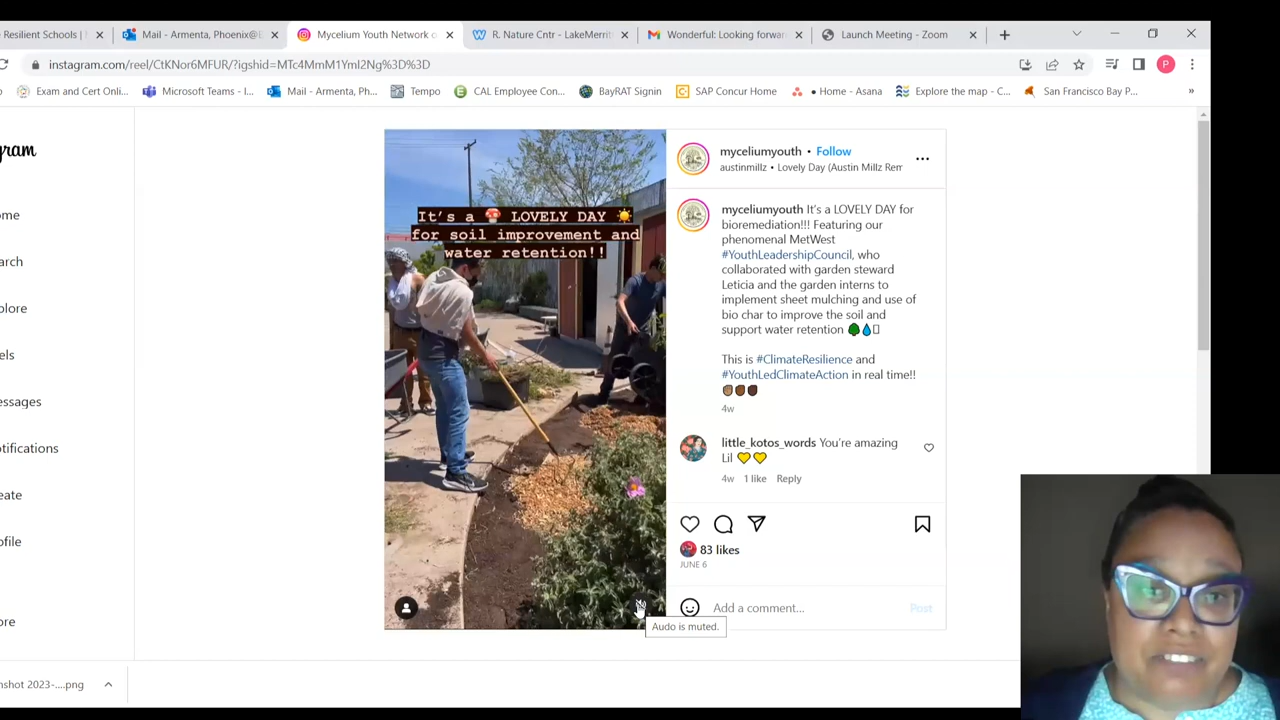 Resilient Schools |
Mail - Armenta, Phoenix@
Mycelium Youth Network o
R. Nature Cntr - LakeMerrit
Wonderful: Looking forwar
Launch Meeting - Zoom
instagram.com/reel/CtKNor6MFUR/?igshid=MTc4MmM1YmI2Ng%3D%3D
P
Exam and Cert Onli...
Microsoft Teams - I...
Mail - Armenta, Ph...
Tempo
CAL Employee Con...
BayRAT Signin
SAP Concur Home
• Home - Asana
Explore the map - C...
San Francisco Bay P...
»
gram
ome
arch
plore
els
essages
otifications
eate
ofile
ore
It's a 🍄 LOVELY DAY ☀️
for soil improvement and
water retention!!
myceliumyouth • Follow
austinmillz • Lovely Day (Austin Millz Rem
myceliumyouth It's a LOVELY DAY for
bioremediation!!! Featuring our
phenomenal MetWest
#YouthLeadershipCouncil, who
collaborated with garden steward
Leticia and the garden interns to
implement sheet mulching and use of
bio char to improve the soil and
support water retention 🌳💧
This is #ClimateResilience and
#YouthLedClimateAction in real time!!
✊🏽✊🏾✊🏿
4w
little_kotos_words You're amazing
Lil 💛💛
4w 1 like Reply
83 likes
JUNE 6
Add a comment...
Post
Audo is muted.
nshot 2023-....png